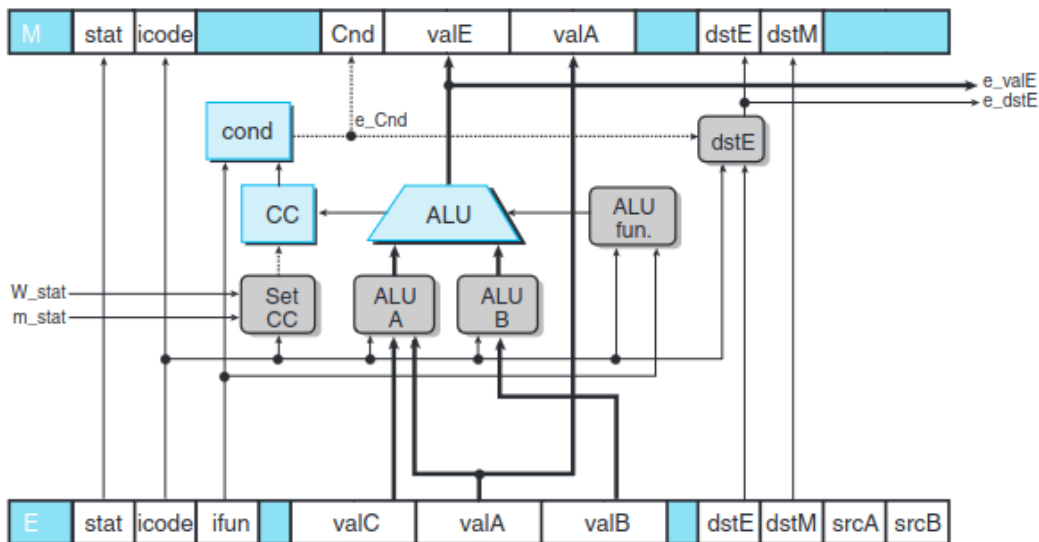 M stat icode Cnd valE valA dstE dstM
e_valE
e_dstE
e_Cnd
cond
dstE
CC
ALU
ALU
fun.
W_stat
m_stat
Set
CC
ALU
A
ALU
B
E stat icode ifun valC valA valB dstE dstM srcA srcB